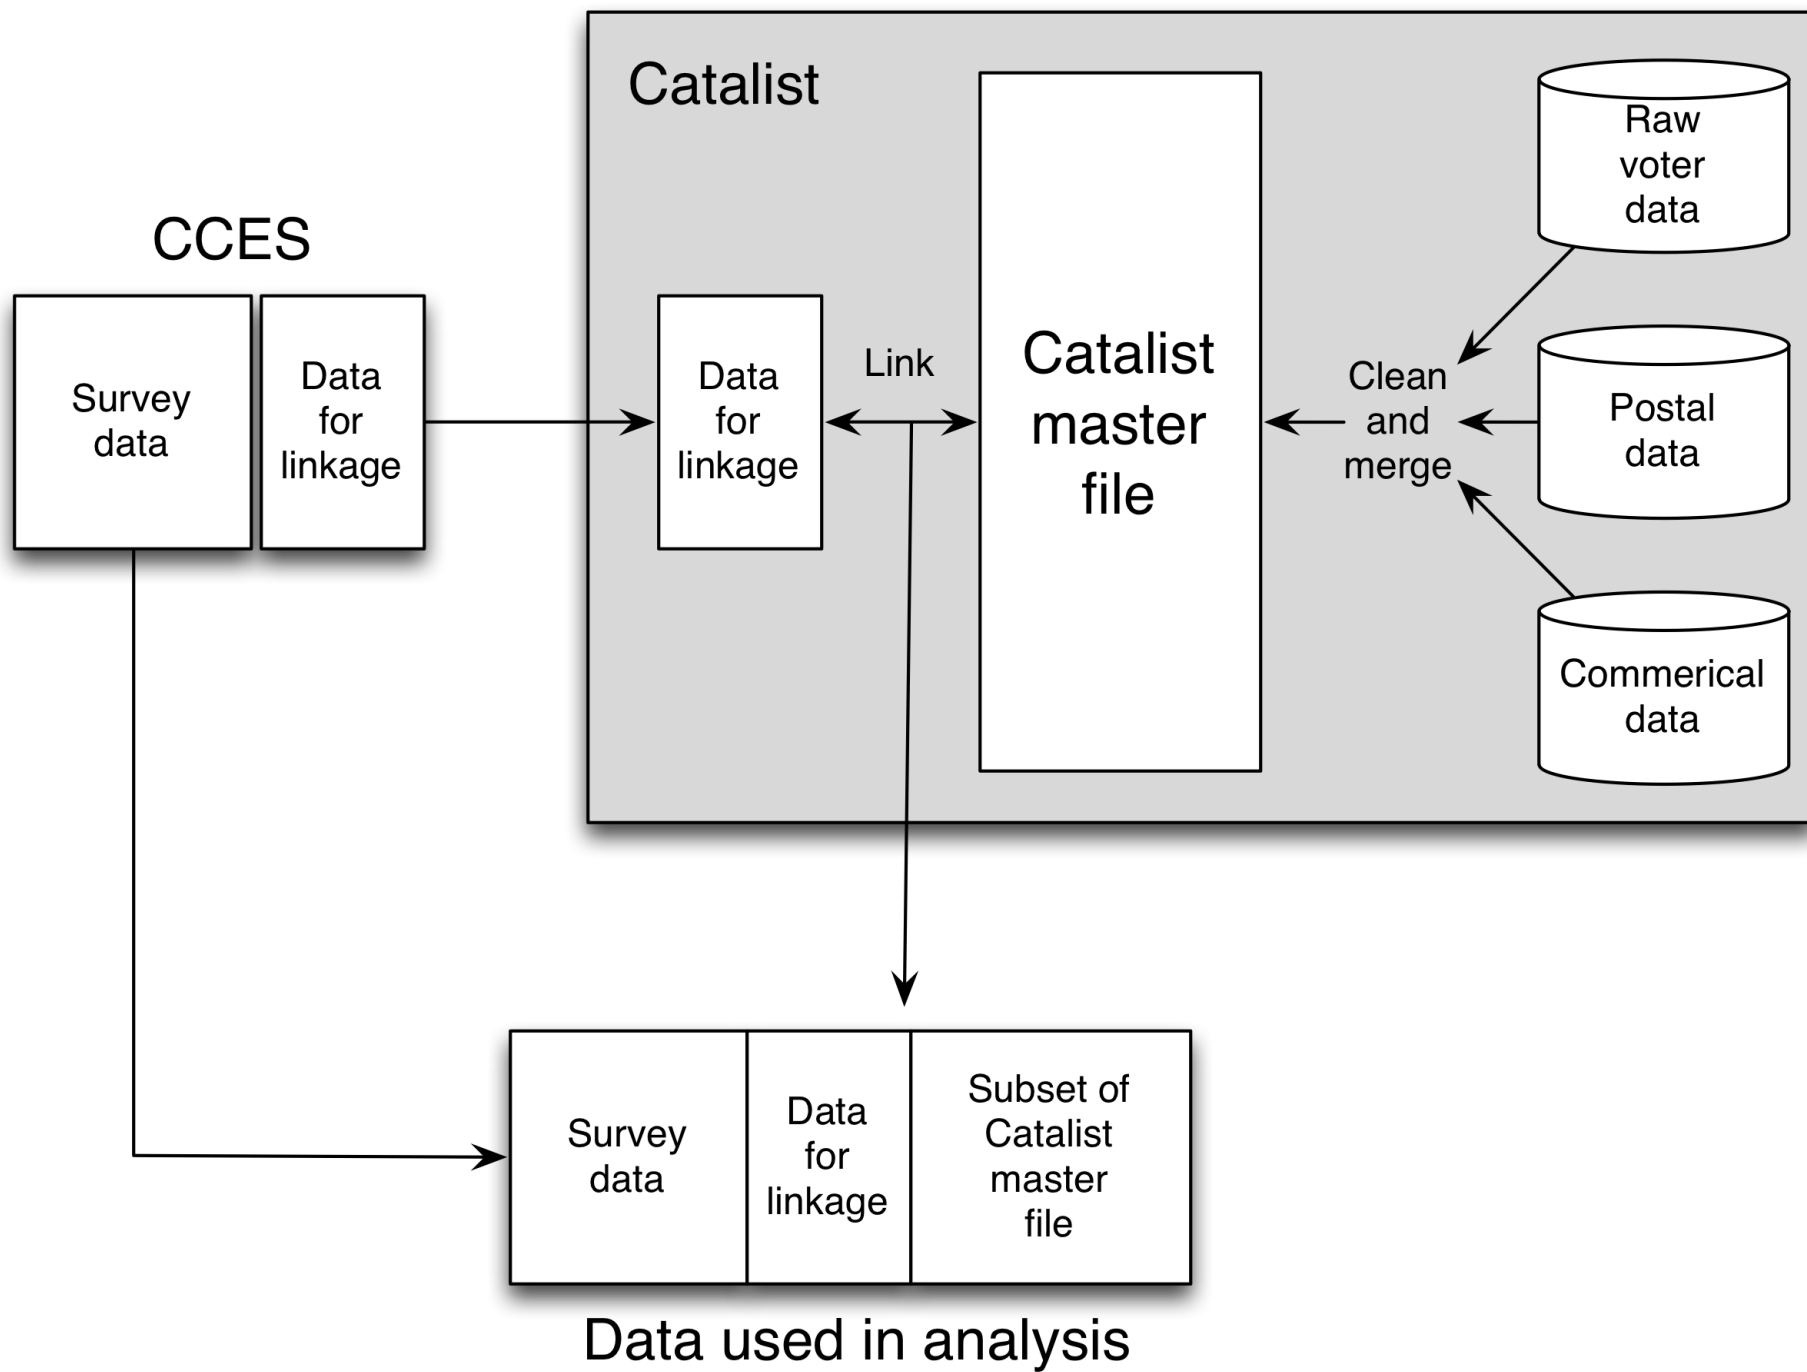 Catalist
Raw
voter
data
CCES
Survey
data
Data
for
linkage
Data
for
linkage
Link
Catalist
master
file
Clean
and
merge
Postal
data
Commerical
data
Survey
data
Data
for
linkage
Subset of
Catalist
master
file
Data used in analysis